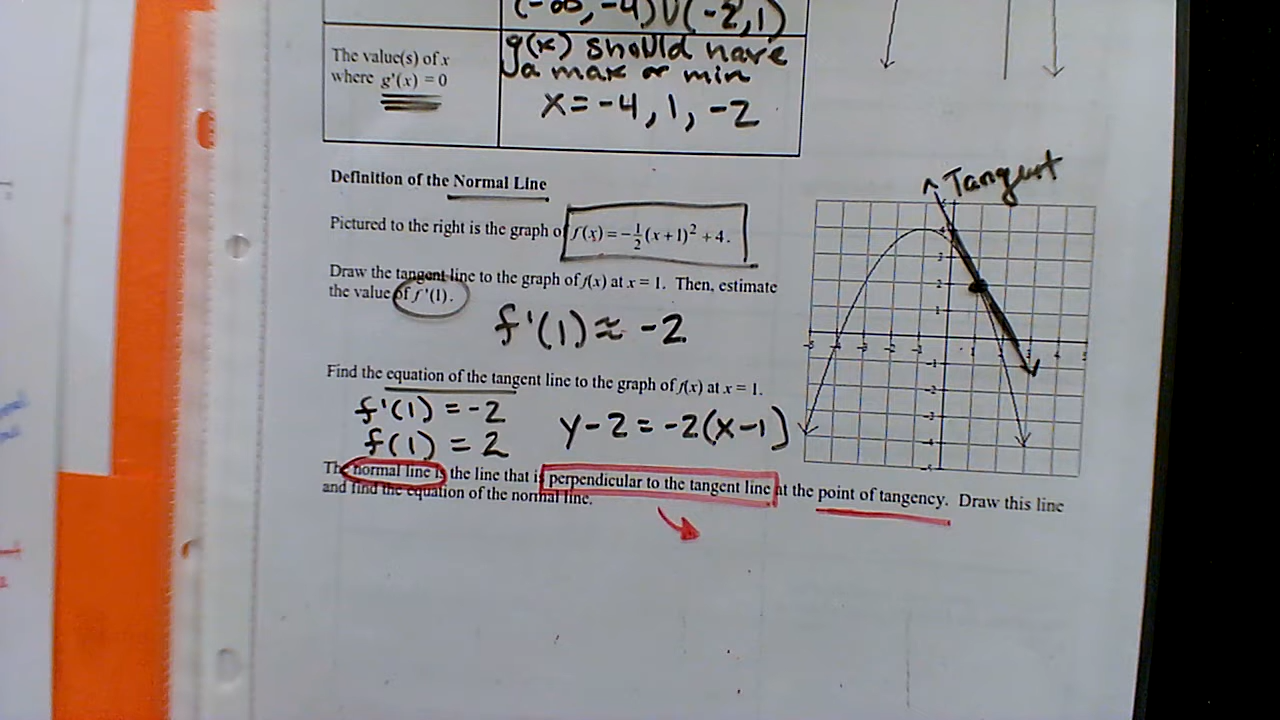 (-∞, -4) U (-2, 1)
The value(s) of x
where g'(x) = 0
g(x) should have
a max or min
x = -4, 1, -2
Definition of the Normal Line
Tangent
Pictured to the right is the graph of f(x) = -½(x+1)² + 4.
Draw the tangent line to the graph of f(x) at x = 1. Then, estimate
the value of f'(1).
f'(1) ≈ -2
Find the equation of the tangent line to the graph of f(x) at x = 1.
f'(1) = -2
f(1) = 2
y-2 = -2(x-1)
The normal line is the line that is perpendicular to the tangent line at the point of tangency. Draw this line
and find the equation of the normal line.